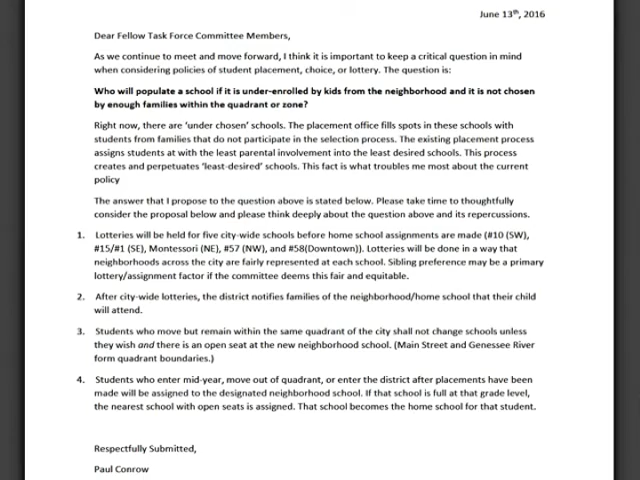 June 13th, 2016
Dear Fellow Task Force Committee Members,
As we continue to meet and move forward, I think it is important to keep a critical question in mind
when considering policies of student placement, choice, or lottery. The question is:
Who will populate a school if it is under-enrolled by kids from the neighborhood and it is not chosen
by enough families within the quadrant or zone?
Right now, there are 'under chosen' schools. The placement office fills spots in these schools with
students from families that do not participate in the selection process. The existing placement process
assigns students at with the least parental involvement into the least desired schools. This process
creates and perpetuates 'least-desired' schools. This fact is what troubles me most about the current
policy
The answer that I propose to the question above is stated below. Please take time to thoughtfully
consider the proposal below and please think deeply about the question above and its repercussions.
1. Lotteries will be held for five city-wide schools before home school assignments are made (#10 (SW),
#15/#1 (SE), Montessori (NE), #57 (NW), and #58(Downtown)). Lotteries will be done in a way that
neighborhoods across the city are fairly represented at each school. Sibling preference may be a primary
lottery/assignment factor if the committee deems this fair and equitable.
2. After city-wide lotteries, the district notifies families of the neighborhood/home school that their child
will attend.
3. Students who move but remain within the same quadrant of the city shall not change schools unless
they wish and there is an open seat at the new neighborhood school. (Main Street and Genessee River
form quadrant boundaries.)
4. Students who enter mid-year, move out of quadrant, or enter the district after placements have been
made will be assigned to the designated neighborhood school. If that school is full at that grade level,
the nearest school with open seats is assigned. That school becomes the home school for that student.
Respectfully Submitted,
Paul Conrow